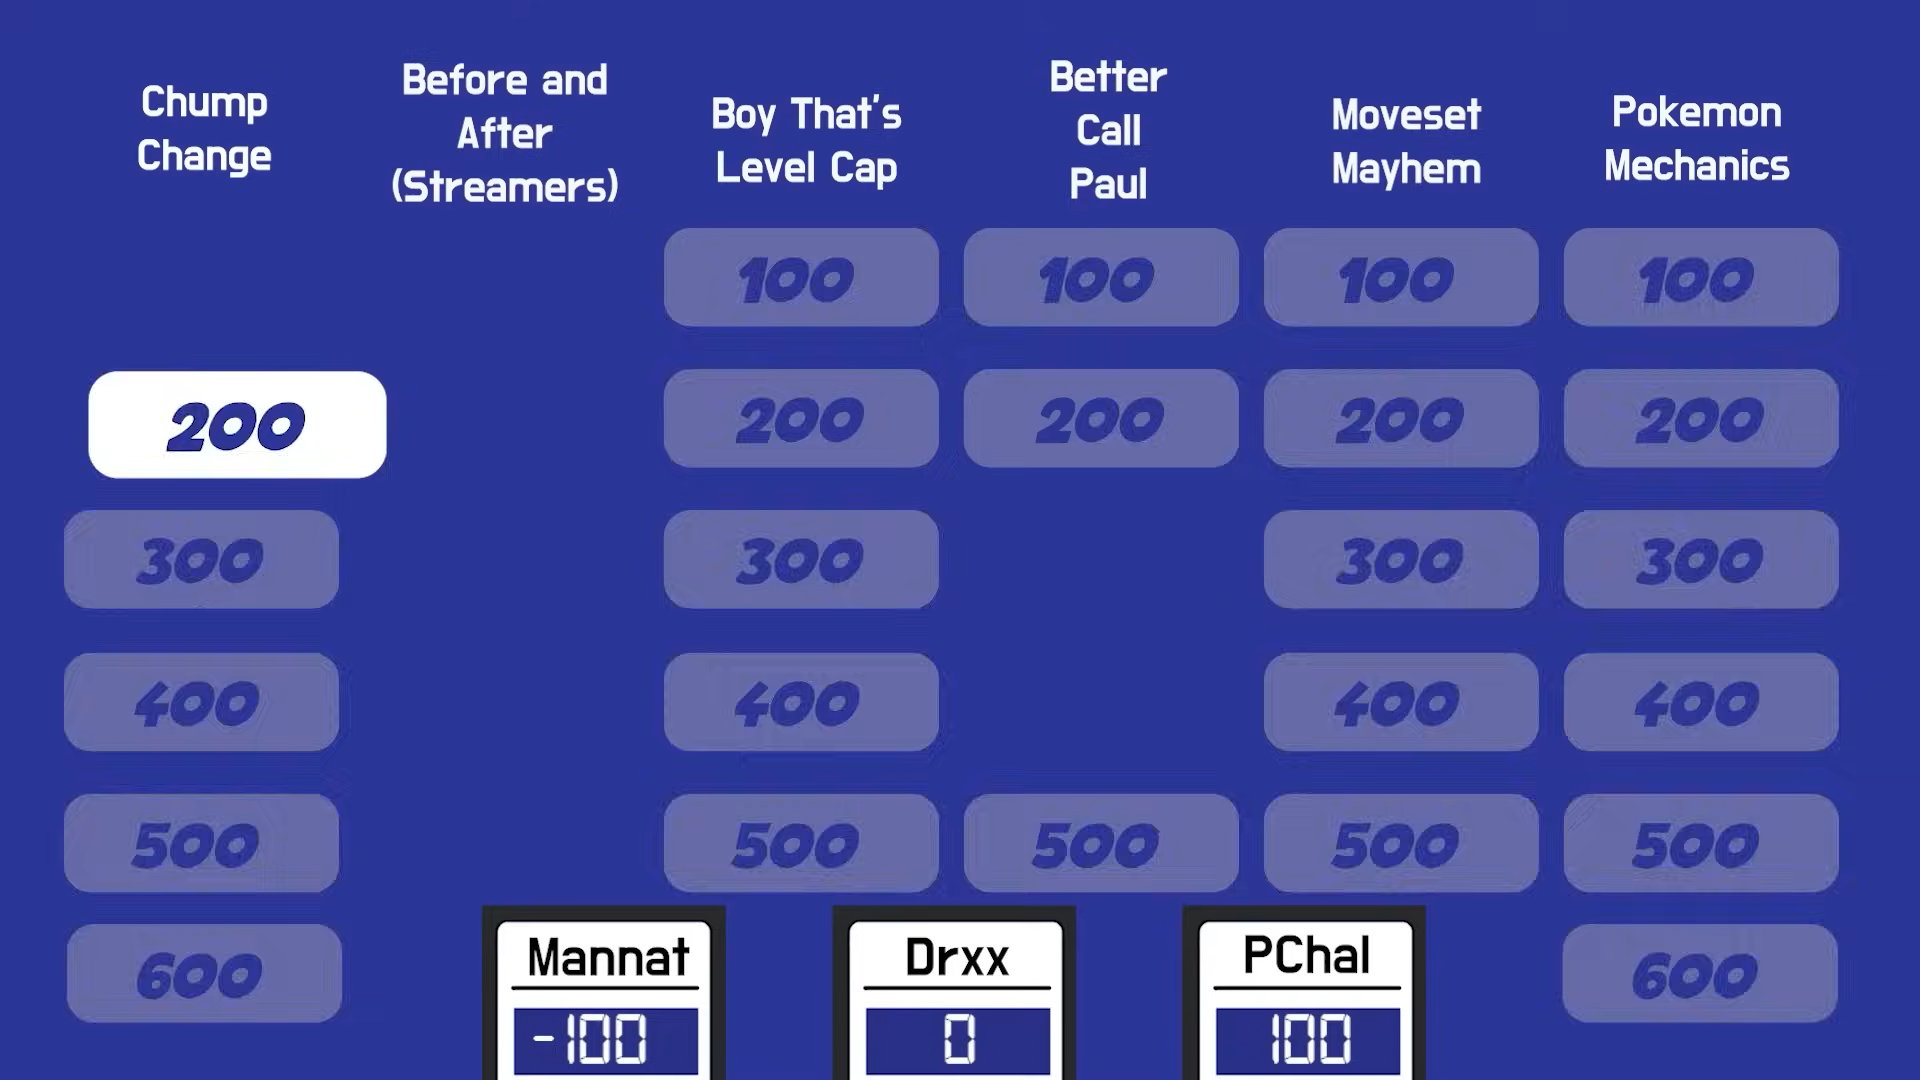 Chump
Change
Before and
After
(Streamers)
Boy That's
Level Cap
Better
Call
Paul
Moveset
Mayhem
Pokemon
Mechanics
100 100 100 100
200 200 200 200 200
300 300 300 300
400 400 400 400
500 500 500 500 500
600 600
Mannat Drxx PChal
-100 0 100